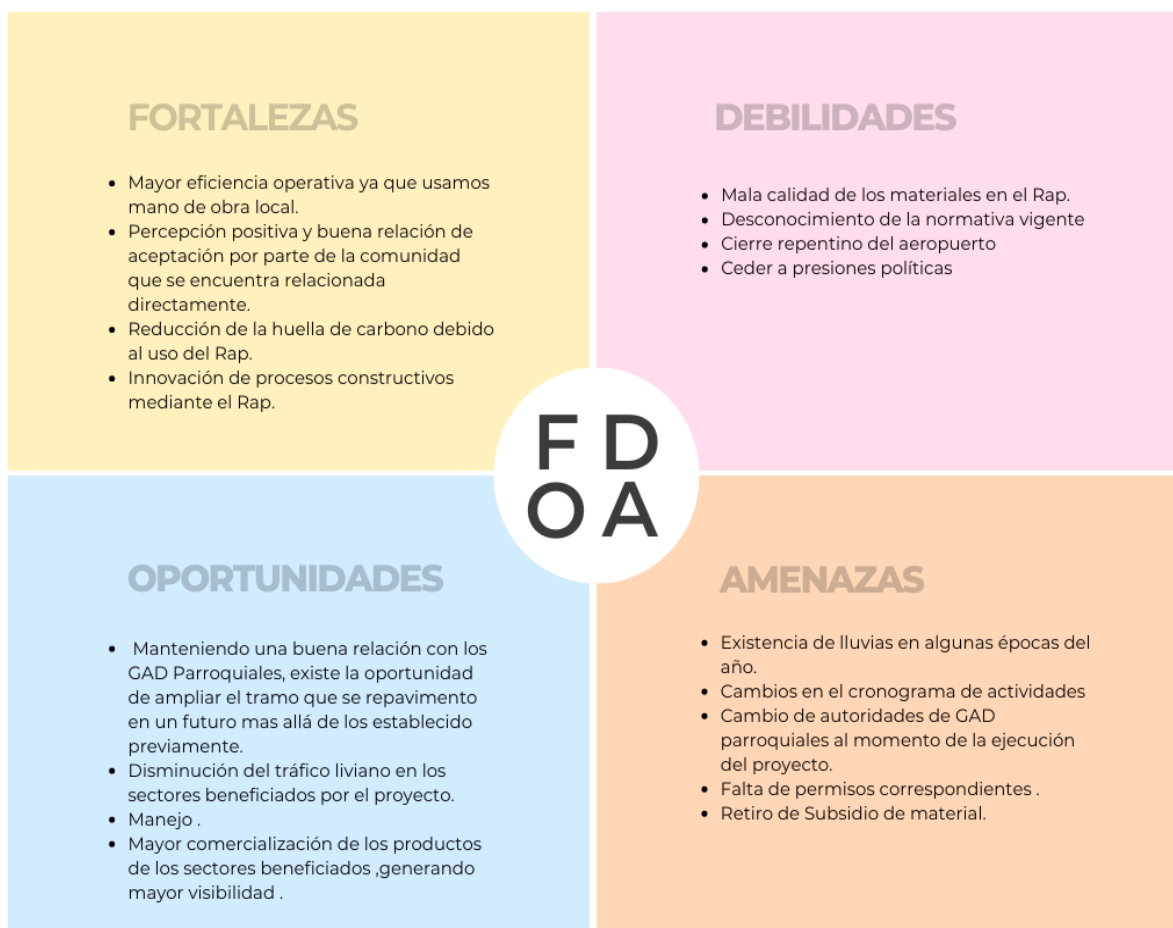 FORTALEZAS
• Mayor eficiencia operativa ya que usamos
mano de obra local.
• Percepción positiva y buena relación de
aceptación por parte de la comunidad
que se encuentra relacionada
directamente.
• Reducción de la huella de carbono debido
al uso del Rap.
• Innovación de procesos constructivos
mediante el Rap.
DEBILIDADES
• Mala calidad de los materiales en el Rap.
• Desconocimiento de la normativa vigente
• Cierre repentino del aeropuerto
• Ceder a presiones políticas
F D
O A
OPORTUNIDADES
• Manteniendo una buena relación con los
GAD Parroquiales, existe la oportunidad
de ampliar el tramo que se repavimento
en un futuro mas allá de los establecido
previamente.
• Disminución del tráfico liviano en los
sectores beneficiados por el proyecto.
• Manejo .
• Mayor comercialización de los productos
de los sectores beneficiados ,generando
mayor visibilidad .
AMENAZAS
• Existencia de lluvias en algunas épocas del
año.
• Cambios en el cronograma de actividades
• Cambio de autoridades de GAD
parroquiales al momento de la ejecución
del proyecto.
• Falta de permisos correspondientes .
• Retiro de Subsidio de material.